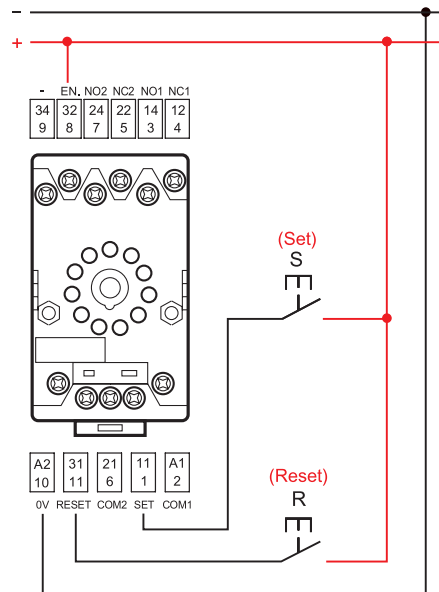 -
+
- EN. NO2 NC2 NO1 NC1
34 32 24 22 14 12
9 8 7 5 3 4
(Set)
S
A2 31 21 11 A1
10 11 6 1 2
0V RESET COM2 SET COM1
(Reset)
R